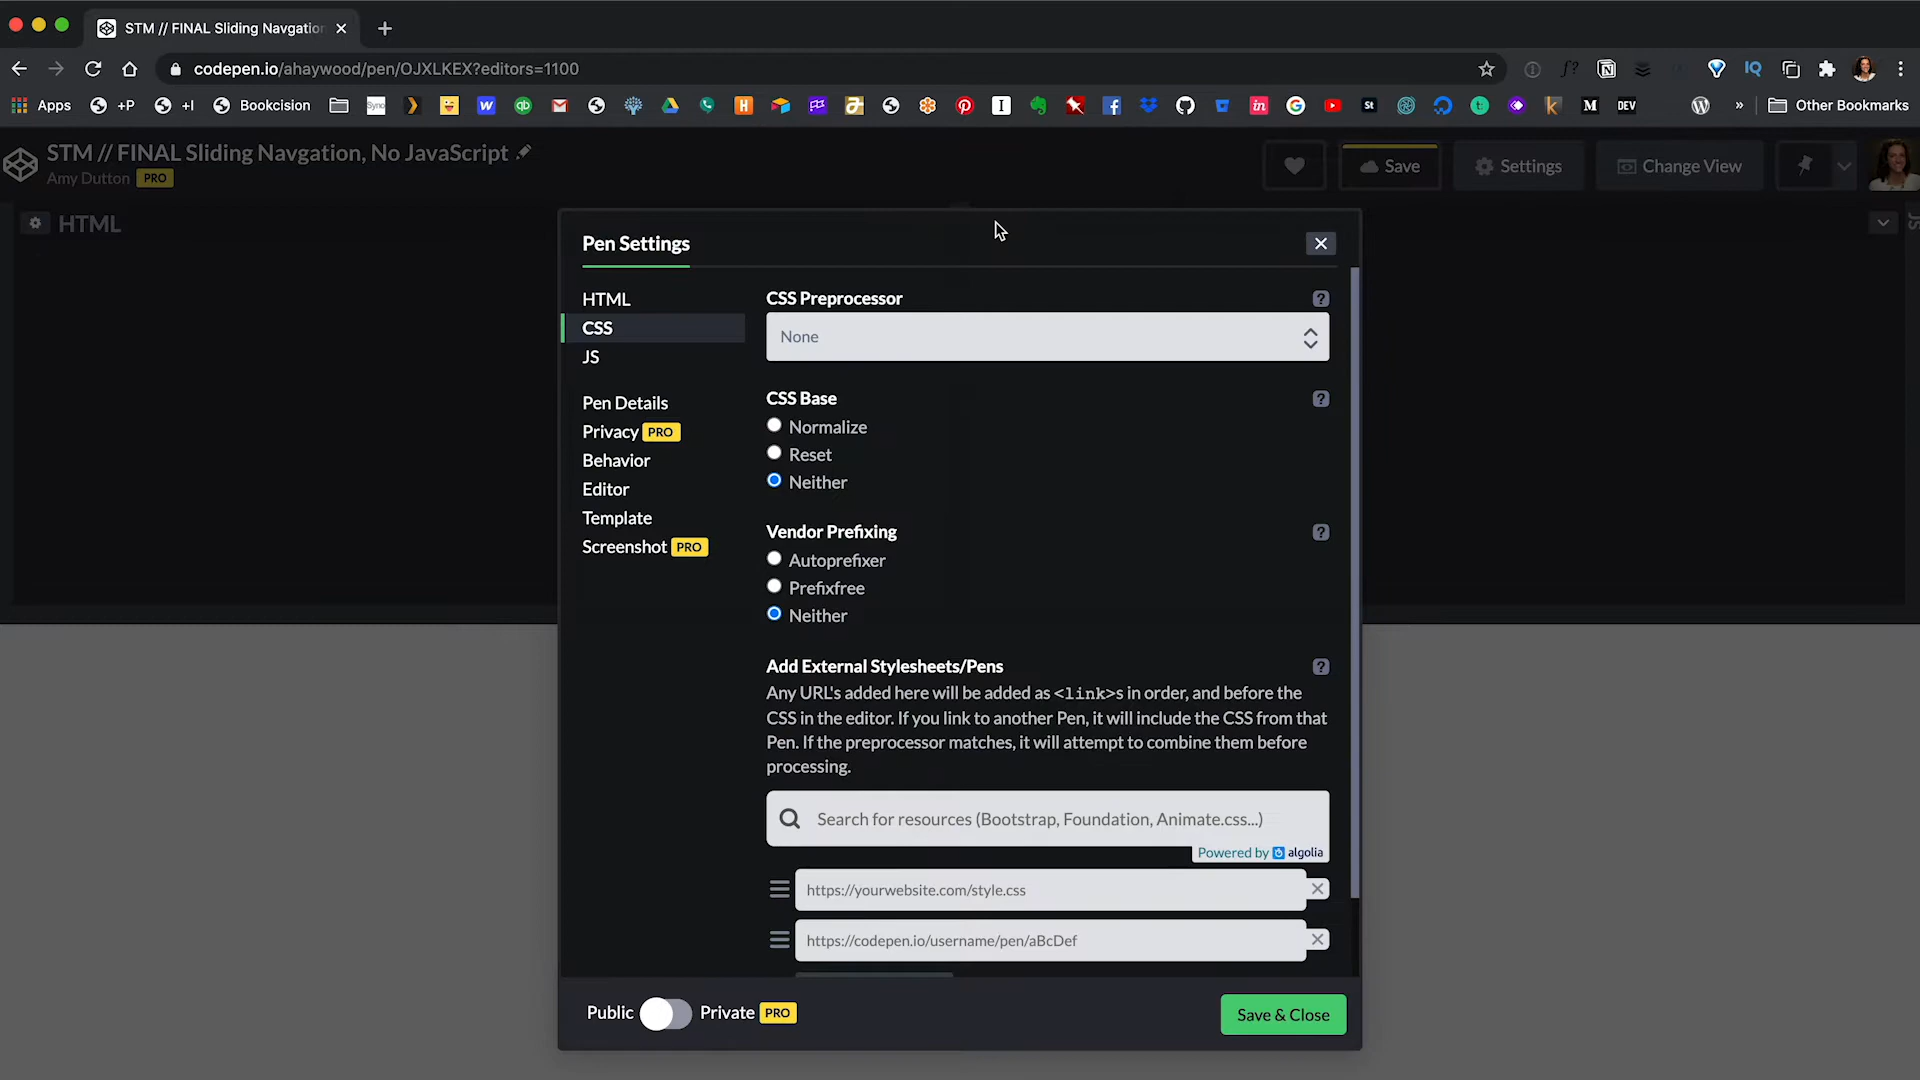 STM // FINAL Sliding Navgation
codepen.io/ahaywood/pen/OJXLKEX?editors=1100
Apps +P +I Bookcision Other Bookmarks
STM // FINAL Sliding Navgation, No JavaScript
Amy Dutton PRO
Save Settings Change View
HTML
JS
Pen Settings
HTML
CSS
JS
Pen Details
Privacy PRO
Behavior
Editor
Template
Screenshot PRO
CSS Preprocessor
None
CSS Base
Normalize
Reset
Neither
Vendor Prefixing
Autoprefixer
Prefixfree
Neither
Add External Stylesheets/Pens
Any URL's added here will be added as <link>s in order, and before the
CSS in the editor. If you link to another Pen, it will include the CSS from that
Pen. If the preprocessor matches, it will attempt to combine them before
processing.
Search for resources (Bootstrap, Foundation, Animate.css...)
Powered by algolia
https://yourwebsite.com/style.css
https://codepen.io/username/pen/aBcDef
Public Private PRO
Save & Close